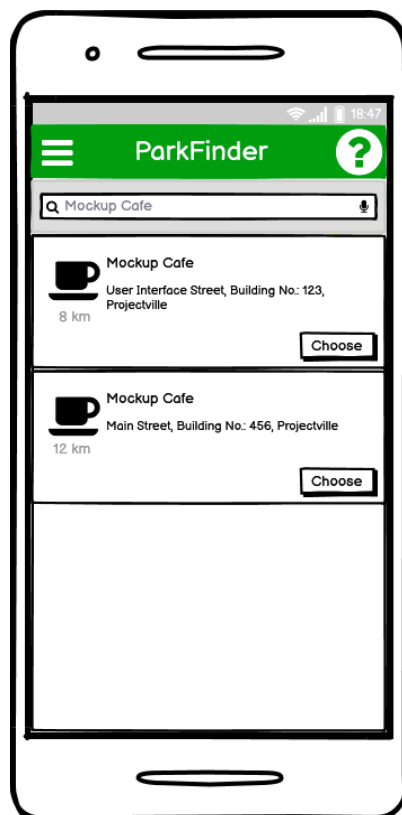 18:47
ParkFinder
?
Mockup Cafe
Mockup Cafe
User Interface Street, Building No.: 123,
Projectville
8 km
Choose
Mockup Cafe
Main Street, Building No.: 456, Projectville
12 km
Choose